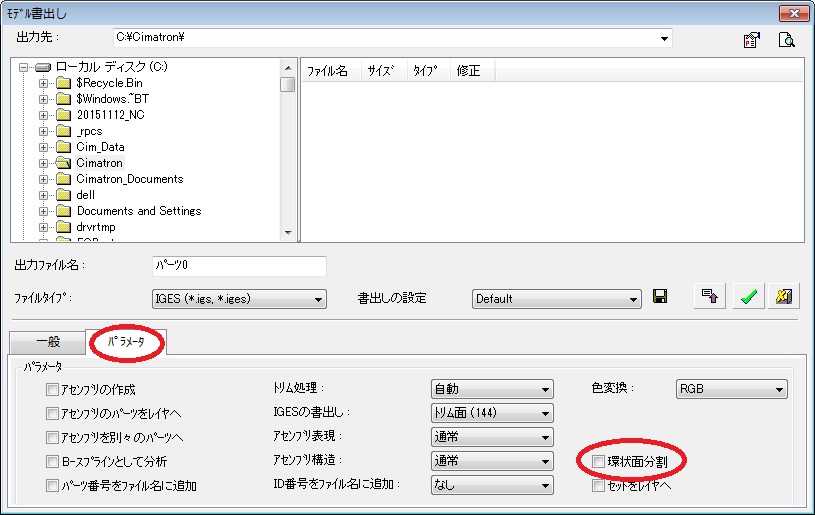 ﾓﾃﾞﾙ書出し
出力先： C:¥Cimatron¥
ローカル ディスク (C:)
$Recycle.Bin
$Windows.~BT
20151112_NC
_rpcs
Cim_Data
Cimatron
Cimatron_Documents
dell
Documents and Settings
drvrtmp
ﾌｧｲﾙ名 ｻｲｽﾞ ﾀｲﾌﾟ 修正
出力ﾌｧｲﾙ名： ﾊﾟｰﾂ0
ﾌｧｲﾙﾀｲﾌﾟ： IGES (*.igs, *.iges) 書出しの設定 Default
一般 ﾊﾟﾗﾒｰﾀ
ﾊﾟﾗﾒｰﾀ
ｱｾﾝﾌﾞﾘの作成 ﾄﾘﾑ処理： 自動 色変換： RGB
ｱｾﾝﾌﾞﾘのﾊﾟｰﾂをﾚｲﾔへ IGESの書出し： ﾄﾘﾑ面 (144)
ｱｾﾝﾌﾞﾘを別々のﾊﾟｰﾂへ ｱｾﾝﾌﾞﾘ表現： 通常
B-ｽﾌﾟﾗｲﾝとして分析 ｱｾﾝﾌﾞﾘ構造： 通常 環状面分割
ﾊﾟｰﾂ番号をﾌｧｲﾙ名に追加 ID番号をﾌｧｲﾙ名に追加： なし ｾｯﾄをﾚｲﾔへ